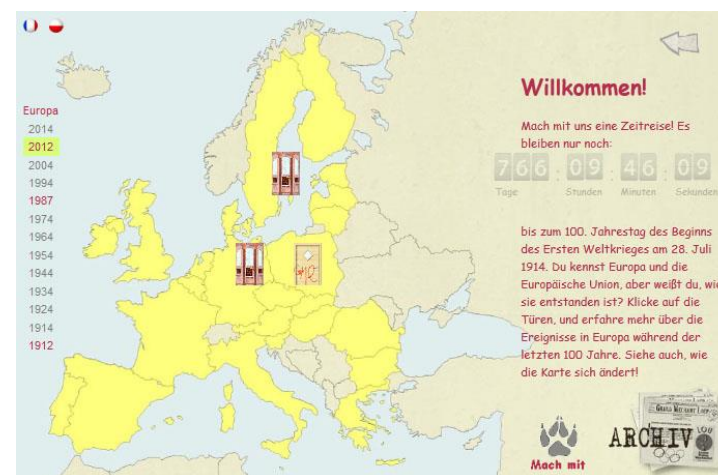 Europa
2014
2012
2004
1994
1987
1974
1964
1954
1944
1934
1924
1914
1912
Willkommen!
Mach mit uns eine Zeitreise! Es
bleiben nur noch:
766 : 09 : 46 : 09
Tage Stunden Minuten Sekunden
bis zum 100. Jahrestag des Beginns
des Ersten Weltkrieges am 28. Juli
1914. Du kennst Europa und die
Europäische Union, aber weißt du, wie
sie entstanden ist? Klicke auf die
Türen, und erfahre mehr über die
Ereignisse in Europa während der
letzten 100 Jahre. Siehe auch, wie
die Karte sich ändert!
ARCHIV
Mach mit